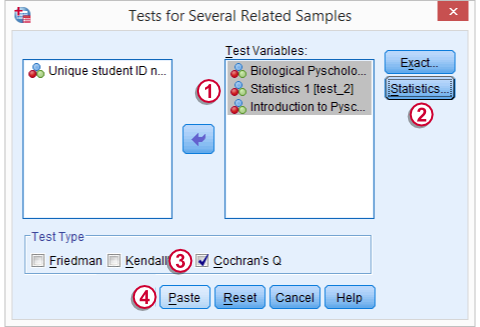 Tests for Several Related Samples
Test Variables:
Unique student ID n...
Biological Pyscholo...
Statistics 1 [test_2]
Introduction to Pysc...
1
Exact...
Statistics...
2
Test Type
Friedman
Kendall
3
Cochran's Q
4
Paste
Reset
Cancel
Help